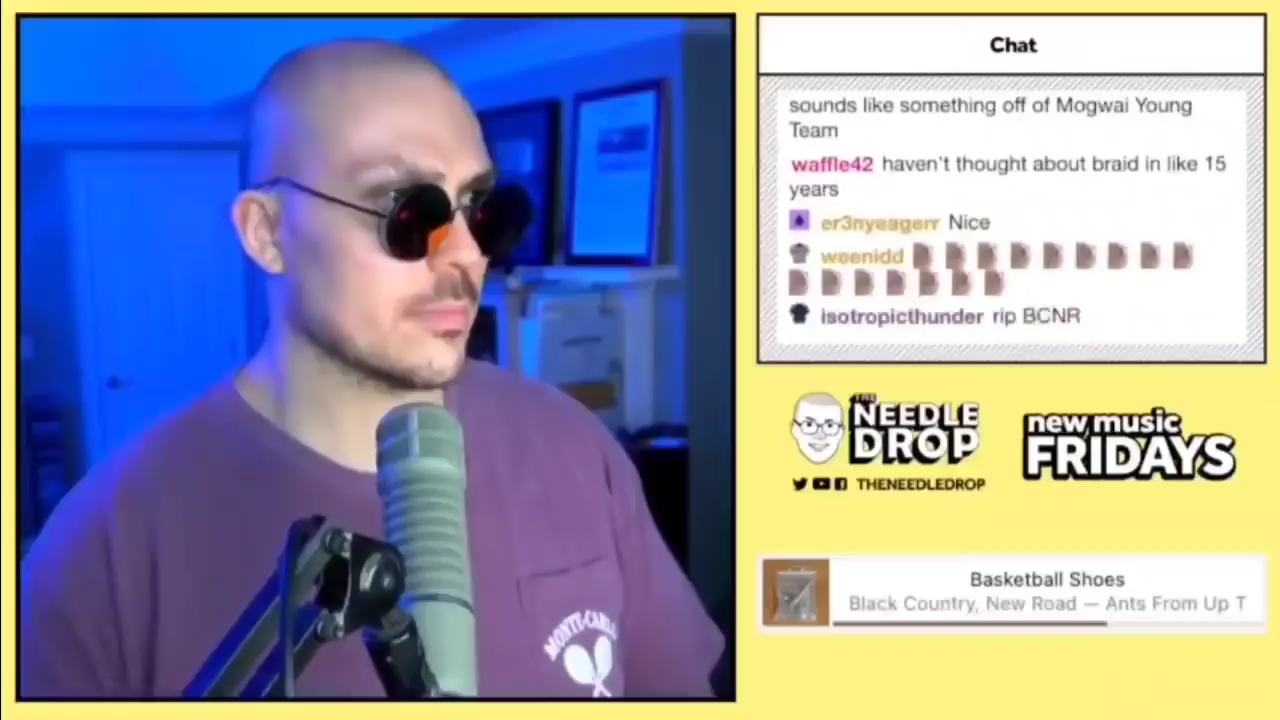 Chat
sounds like something off of Mogwai Young
Team
waffle42 haven't thought about braid in like 15
years
er3nyeagerr Nice
weenidd
isotropicthunder rip BCNR
THE
NEEDLE
DROP
THENEEDLEDROP
new music
FRIDAYS
Basketball Shoes
Black Country, New Road — Ants From Up T
MONTE-CARLO